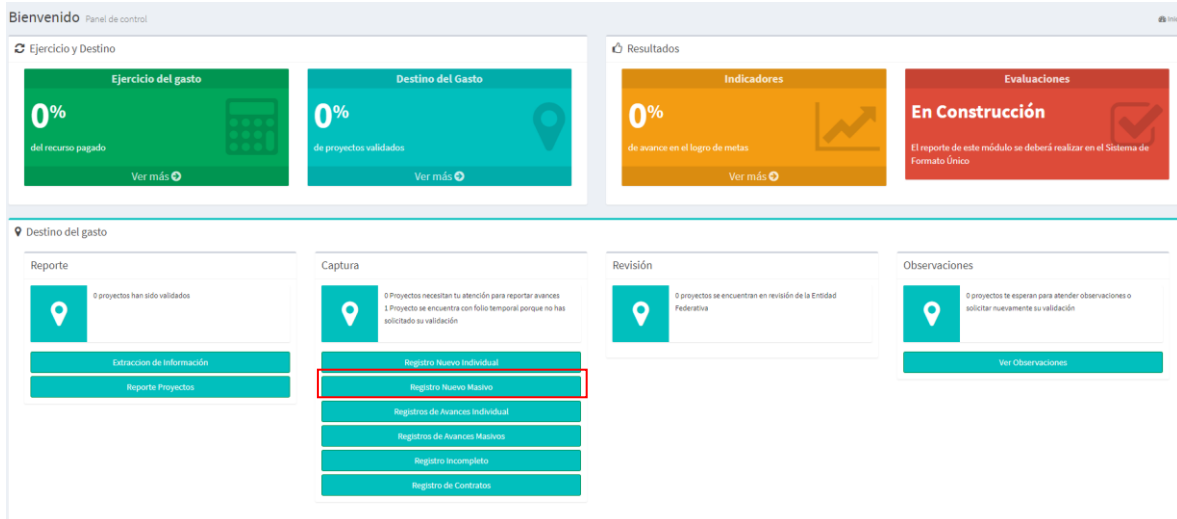 Bienvenido Panel de control
Ejercicio y Destino
Ejercicio del gasto
0%
del recurso pagado
Ver más
Destino del Gasto
0%
de proyectos validados
Ver más
Resultados
Indicadores
0%
de avance en el logro de metas
Ver más
Evaluaciones
En Construcción
El reporte de este módulo se deberá realizar en el Sistema de
Formato Único
Destino del gasto
Reporte
0 proyectos han sido validados
Extraccion de Información
Reporte Proyectos
Captura
0 Proyectos necesitan tu atención para reportar avances
1 Proyecto se encuentra con folio temporal porque no has
solicitado su validación
Registro Nuevo Individual
Registro Nuevo Masivo
Registros de Avances Individual
Registros de Avances Masivos
Registro Incompleto
Registro de Contratos
Revisión
0 proyectos se encuentran en revisión de la Entidad
Federativa
Observaciones
0 proyectos te esperan para atender observaciones o
solicitar nuevamente su validación
Ver Observaciones